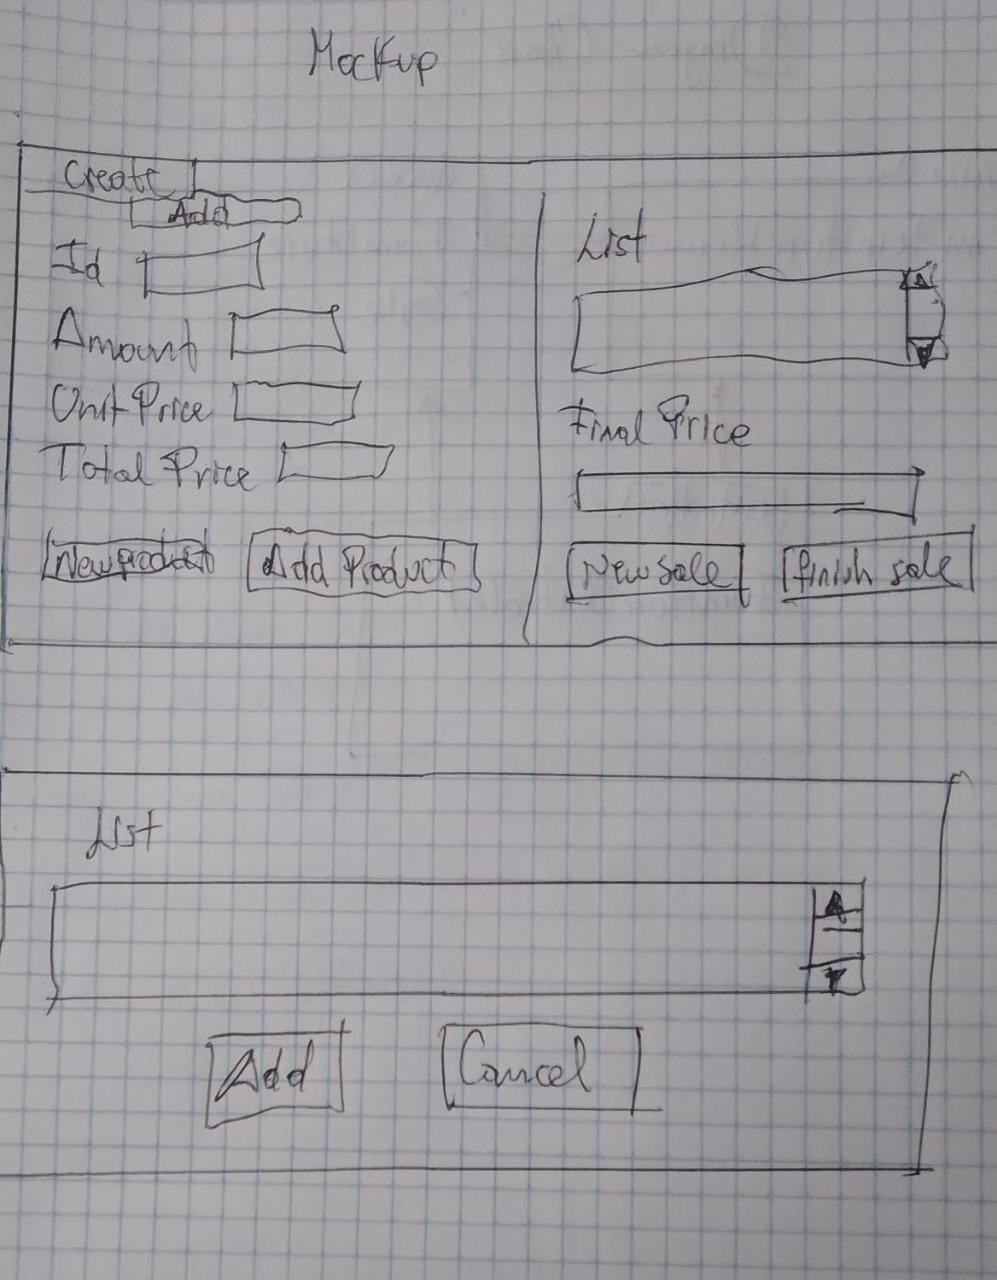 Mockup
Create
Add
Id
Amount
Unit Price
Total Price
New product
Add Product
List
Final Price
New sale
finish sale
List
Add
Cancel